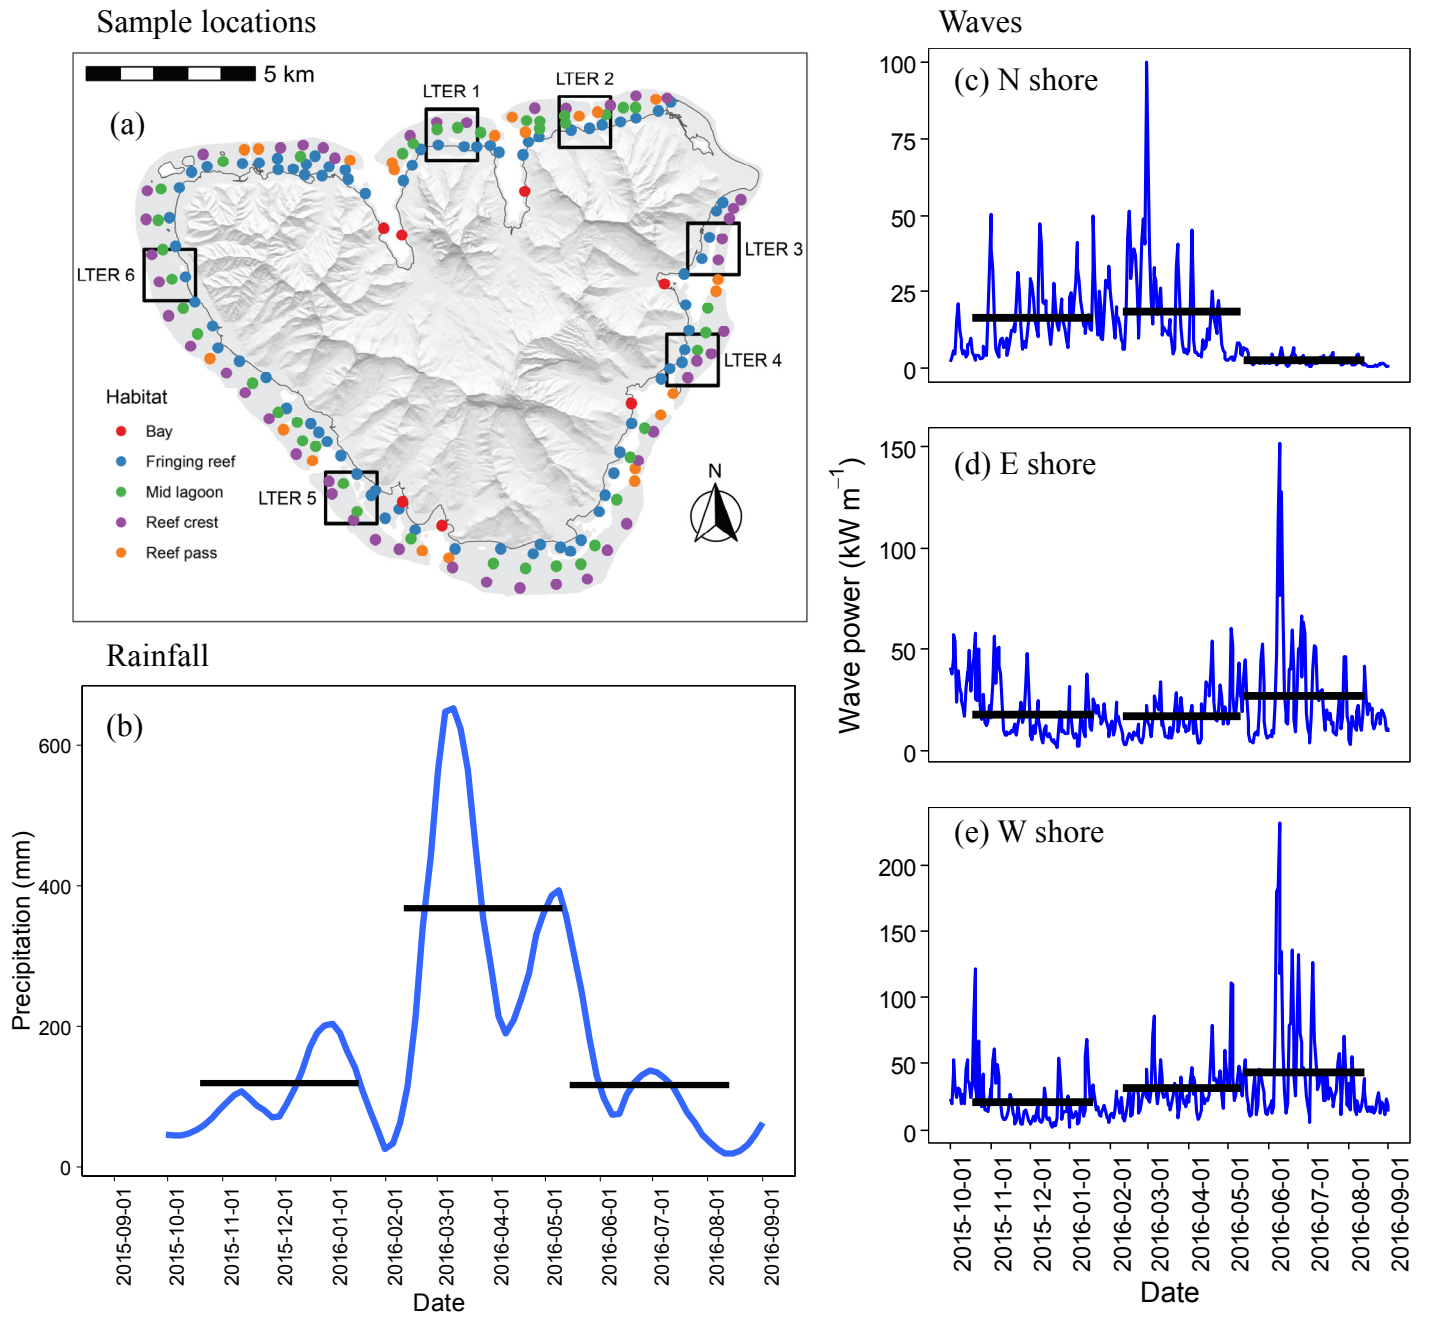 Sample locations
5 km
(a)
LTER 1
LTER 2
LTER 3
LTER 4
LTER 5
LTER 6
N
Habitat
Bay
Fringing reef
Mid lagoon
Reef crest
Reef pass
Rainfall
(b)
Precipitation (mm)
600
400
200
0
2015-09-01
2015-10-01
2015-11-01
2015-12-01
2016-01-01
2016-02-01
2016-03-01
2016-04-01
2016-05-01
2016-06-01
2016-07-01
2016-08-01
2016-09-01
Date
Waves
(c) N shore
100
75
50
25
0
Wave power (kW m⁻¹)
(d) E shore
150
100
50
0
(e) W shore
200
150
100
50
0
2015-10-01
2015-11-01
2015-12-01
2016-01-01
2016-02-01
2016-03-01
2016-04-01
2016-05-01
2016-06-01
2016-07-01
2016-08-01
2016-09-01
Date